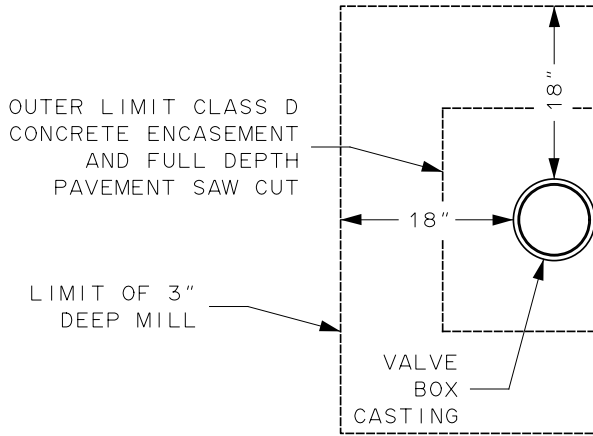 18"
OUTER LIMIT CLASS D
CONCRETE ENCASEMENT
AND FULL DEPTH
PAVEMENT SAW CUT
18"
LIMIT OF 3"
DEEP MILL
VALVE
BOX
CASTING